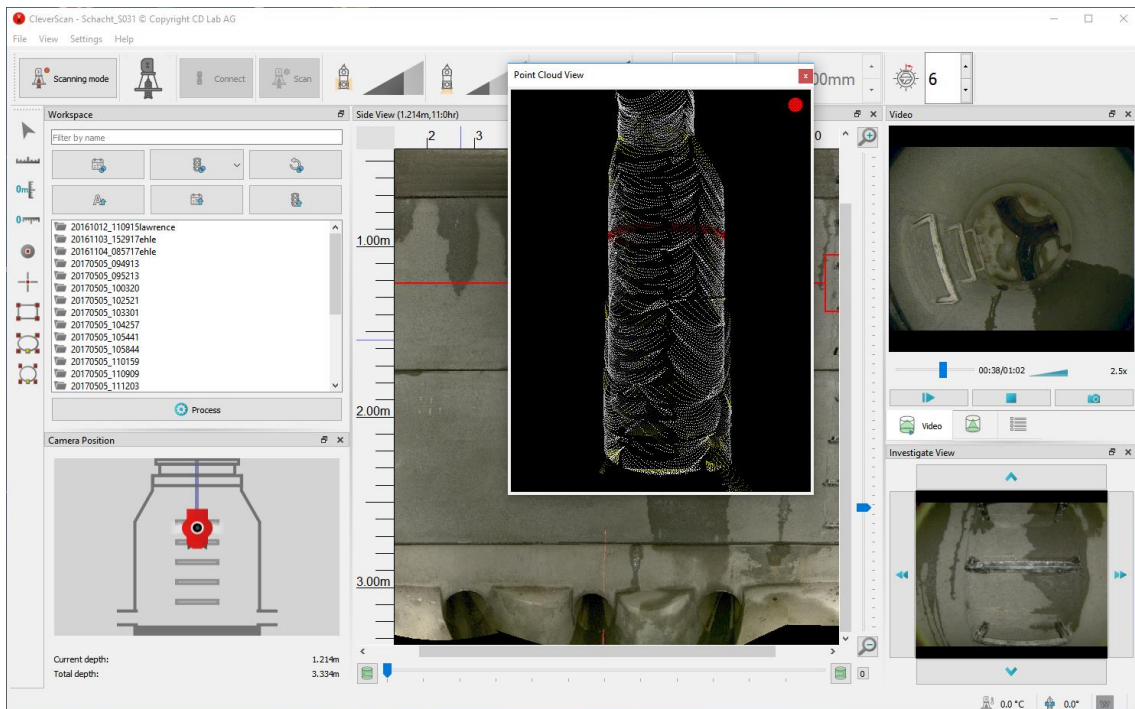 CleverScan - Schacht_S031 © Copyright CD Lab AG
File View Settings Help
Scanning mode
Connect
Scan
00mm
6
Point Cloud View
x
Workspace
Filter by name
20161012_110915lawrence
20161103_152917ehle
20161104_085717ehle
20170505_094913
20170505_095213
20170505_100320
20170505_102521
20170505_103301
20170505_104257
20170505_105441
20170505_105844
20170505_110159
20170505_110909
20170505_111203
Process
0m
0
Camera Position
Current depth: 1.214m
Total depth: 3.334m
Side View (1.214m,11:0hr)
2 3 0
1.00m
2.00m
3.00m
0
Video
00:38/01:02 2.5x
Video
Investigate View
0.0 °C 0.0°